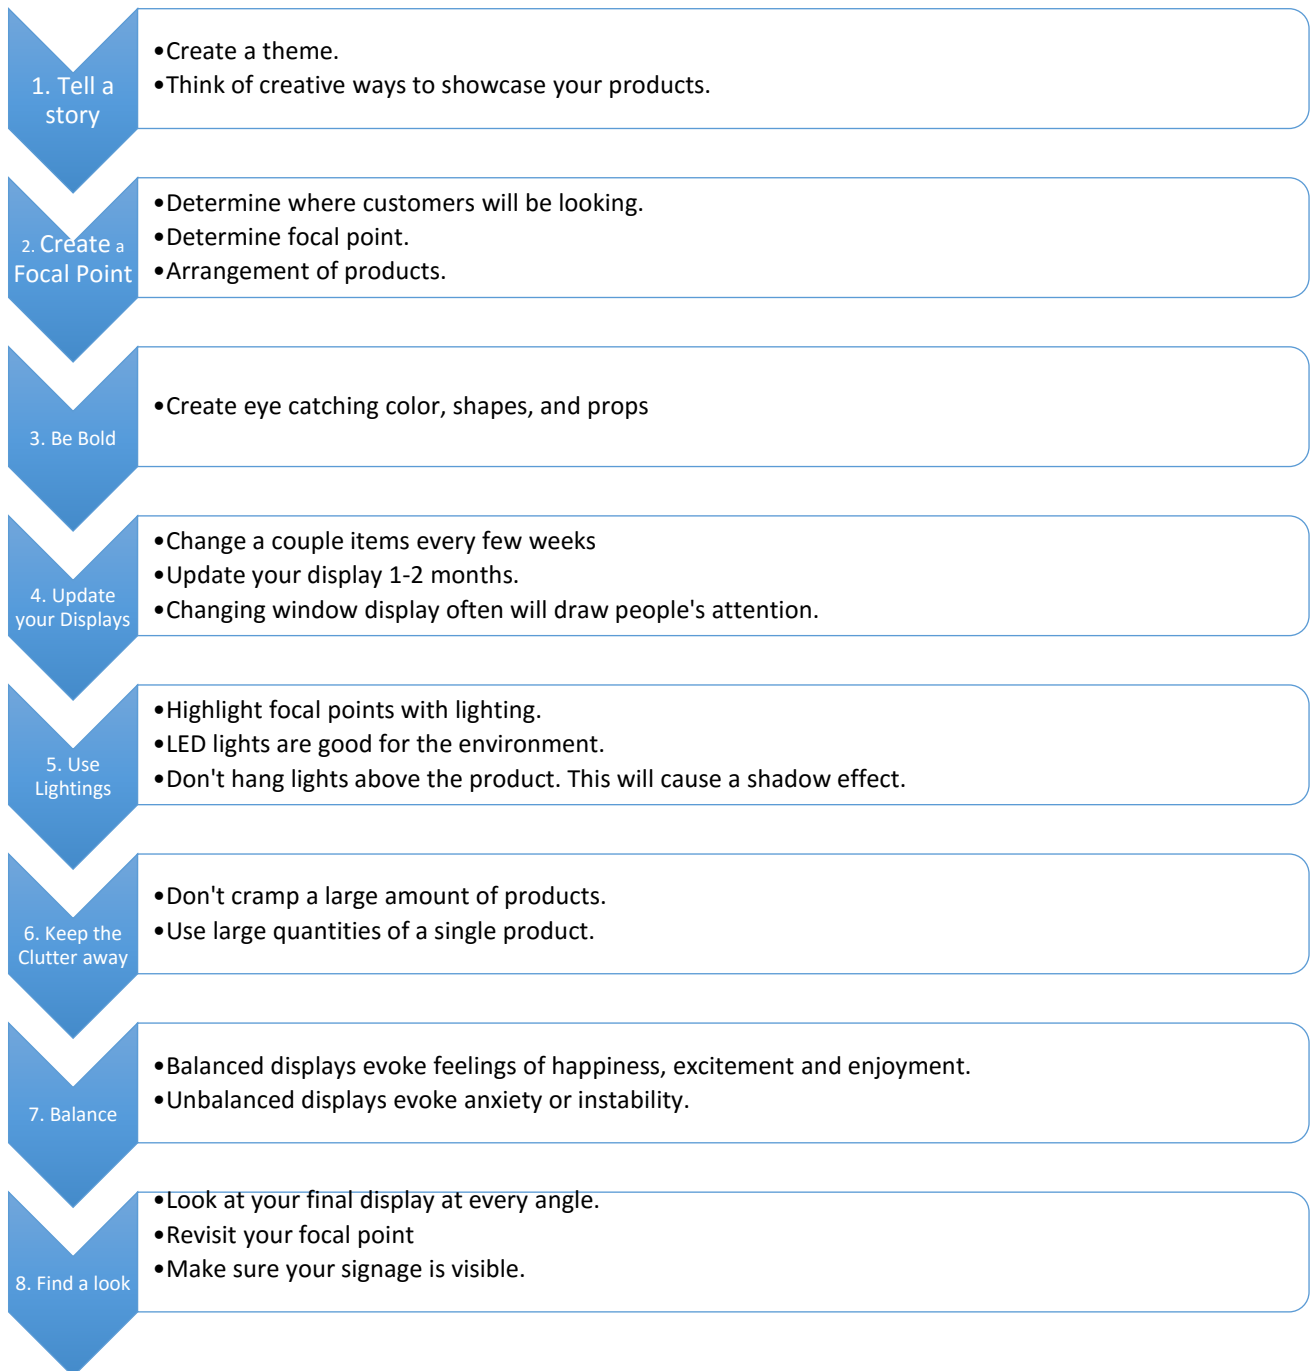 1. Tell a
story
•Create a theme.
•Think of creative ways to showcase your products.
2. Create a
Focal Point
•Determine where customers will be looking.
•Determine focal point.
•Arrangement of products.
3. Be Bold
•Create eye catching color, shapes, and props
4. Update
your Displays
•Change a couple items every few weeks
•Update your display 1-2 months.
•Changing window display often will draw people's attention.
5. Use
Lightings
•Highlight focal points with lighting.
•LED lights are good for the environment.
•Don't hang lights above the product. This will cause a shadow effect.
6. Keep the
Clutter away
•Don't cramp a large amount of products.
•Use large quantities of a single product.
7. Balance
•Balanced displays evoke feelings of happiness, excitement and enjoyment.
•Unbalanced displays evoke anxiety or instability.
8. Find a look
•Look at your final display at every angle.
•Revisit your focal point
•Make sure your signage is visible.